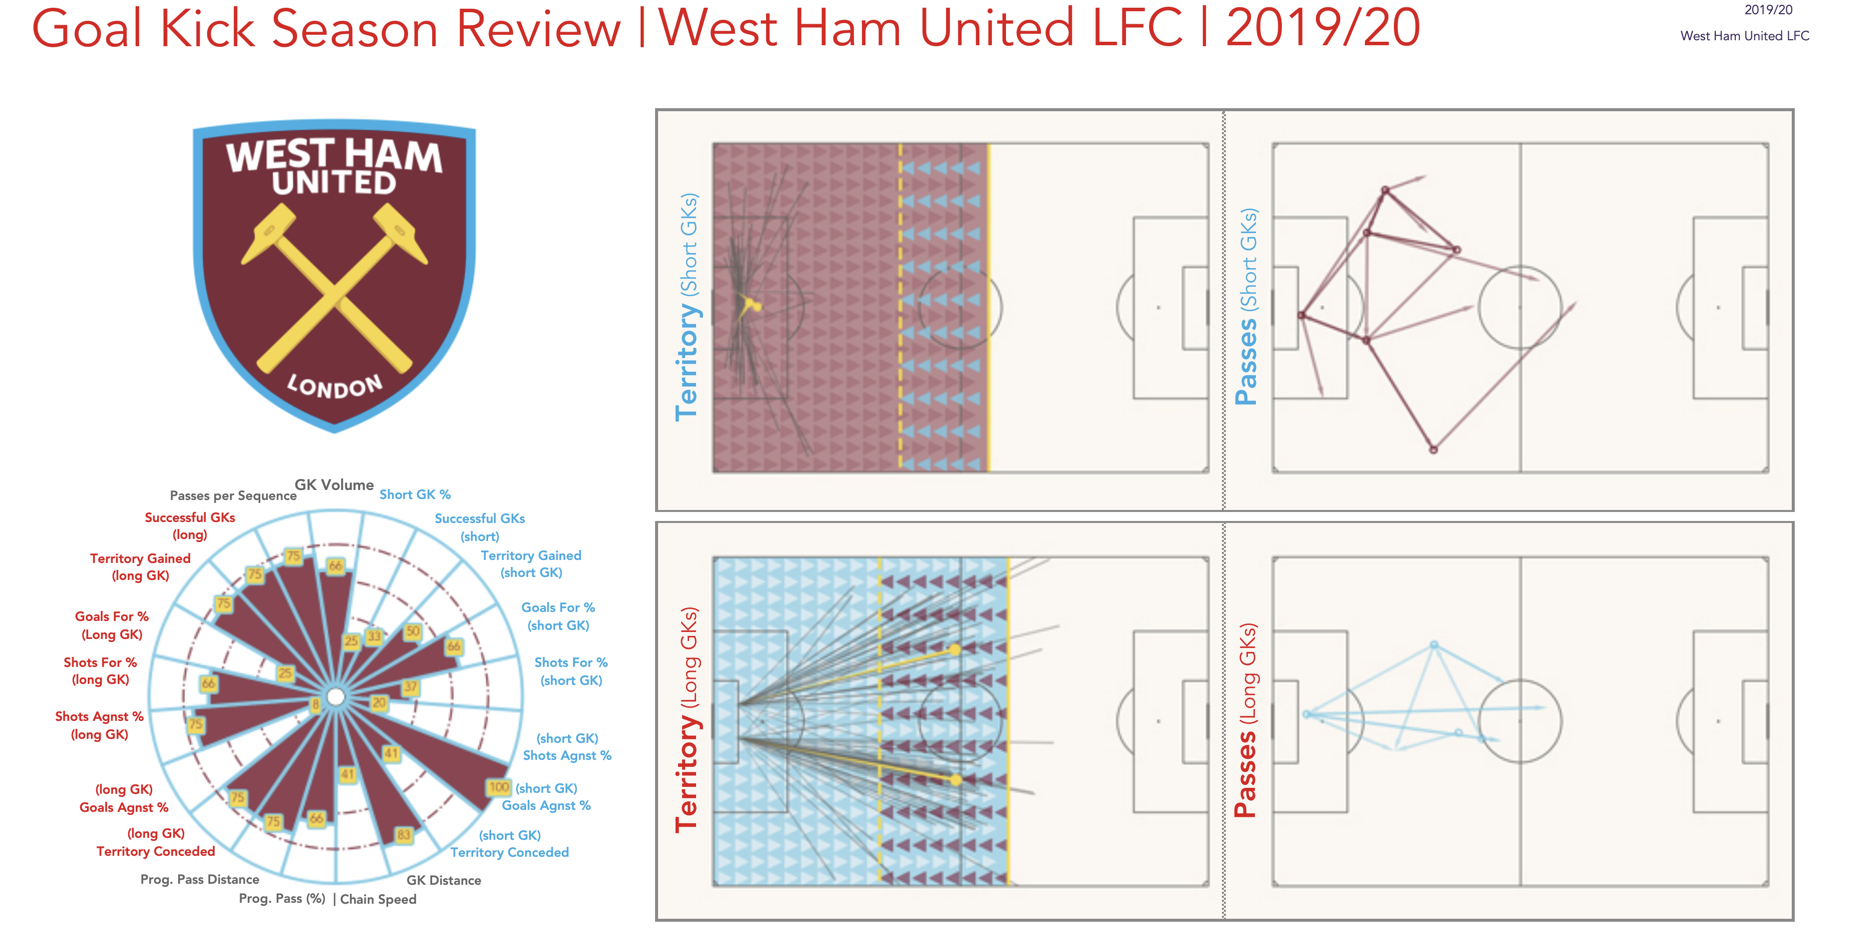 Goal Kick Season Review | West Ham United LFC | 2019/20
2019/20
West Ham United LFC
WEST HAM
UNITED
LONDON
GK Volume
Passes per Sequence
Short GK %
Successful GKs
(long)
Successful GKs
(short)
Territory Gained
(long GK)
Territory Gained
(short GK)
Goals For %
(Long GK)
Goals For %
(short GK)
Shots For %
(long GK)
Shots For %
(short GK)
Shots Agnst %
(long GK)
(short GK)
Shots Agnst %
(long GK)
Goals Agnst %
(short GK)
Goals Agnst %
(long GK)
Territory Conceded
(short GK)
Territory Conceded
Prog. Pass Distance
GK Distance
Prog. Pass (%) | Chain Speed
75
66
75
75
25
33
50
66
25
37
66
20
8
75
41
41
100
75
75
66
83
Territory (Short GKs)
Passes (Short GKs)
Territory (Long GKs)
Passes (Long GKs)